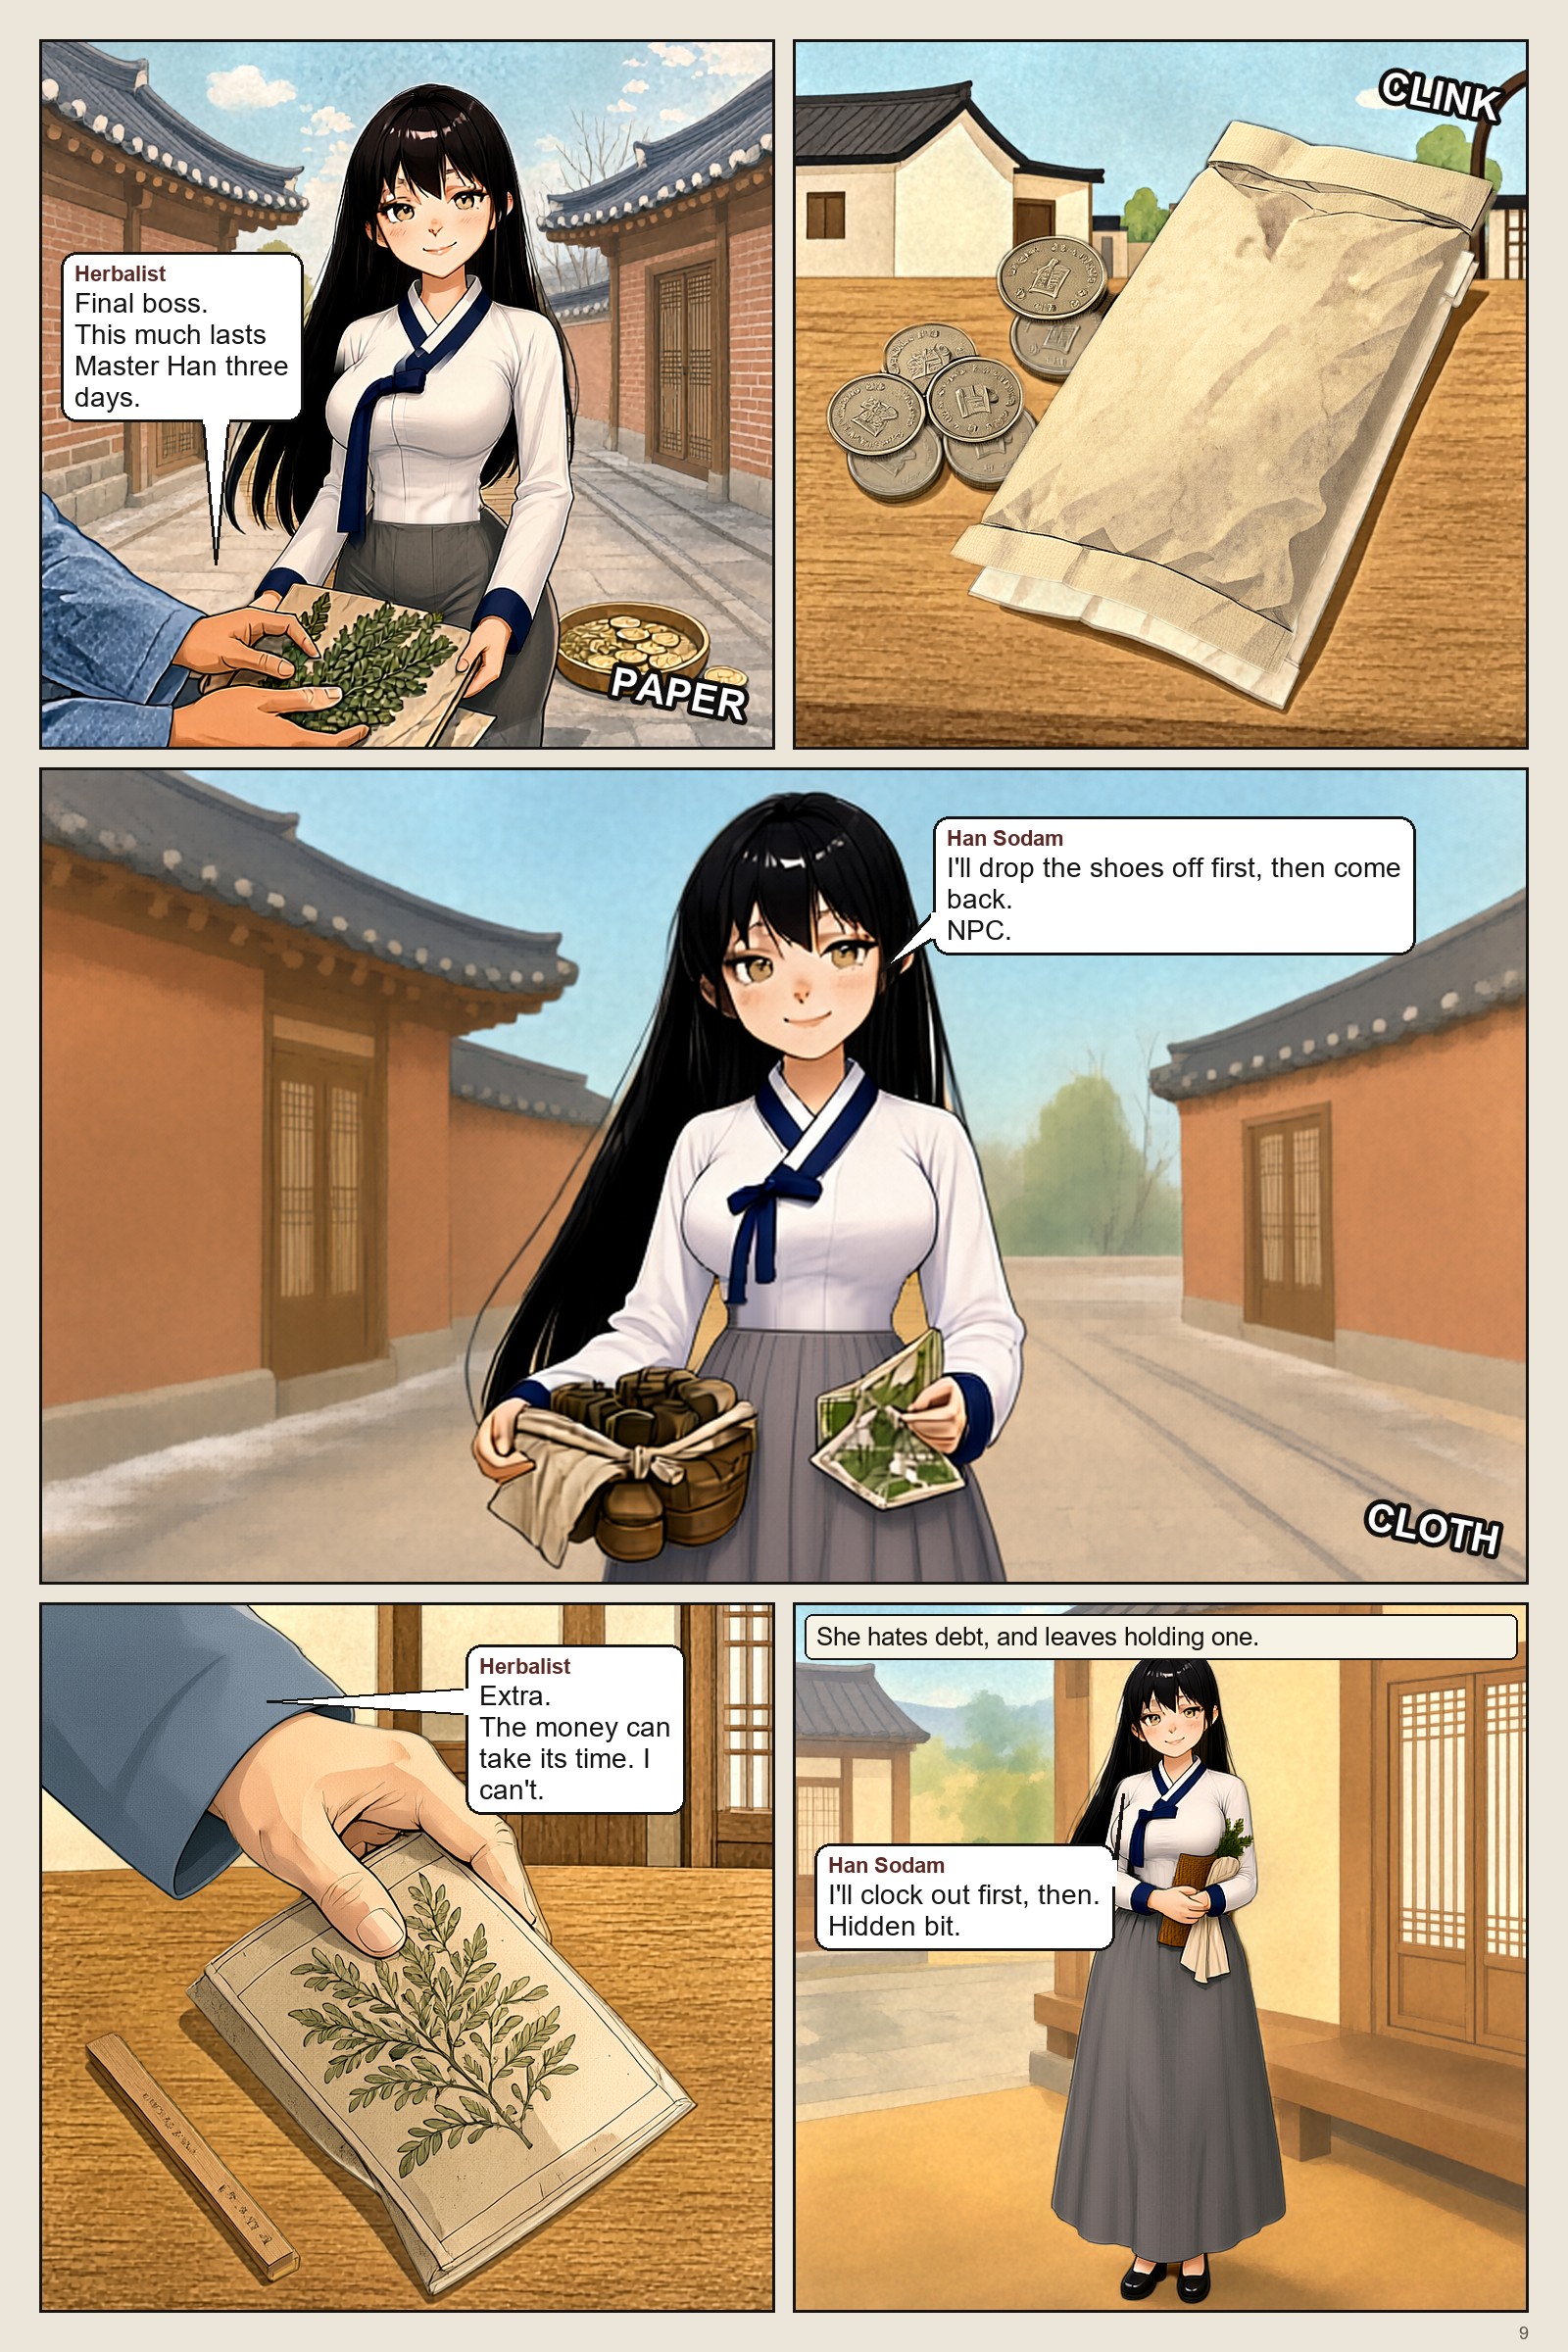 Herbalist
Final boss.
This much lasts
Master Han three
days.
PAPER
CLINK
Han Sodam
I'll drop the shoes off first, then come
back.
NPC.
CLOTH
Herbalist
Extra.
The money can
take its time. I
can't.
She hates debt, and leaves holding one.
Han Sodam
I'll clock out first, then.
Hidden bit.
9